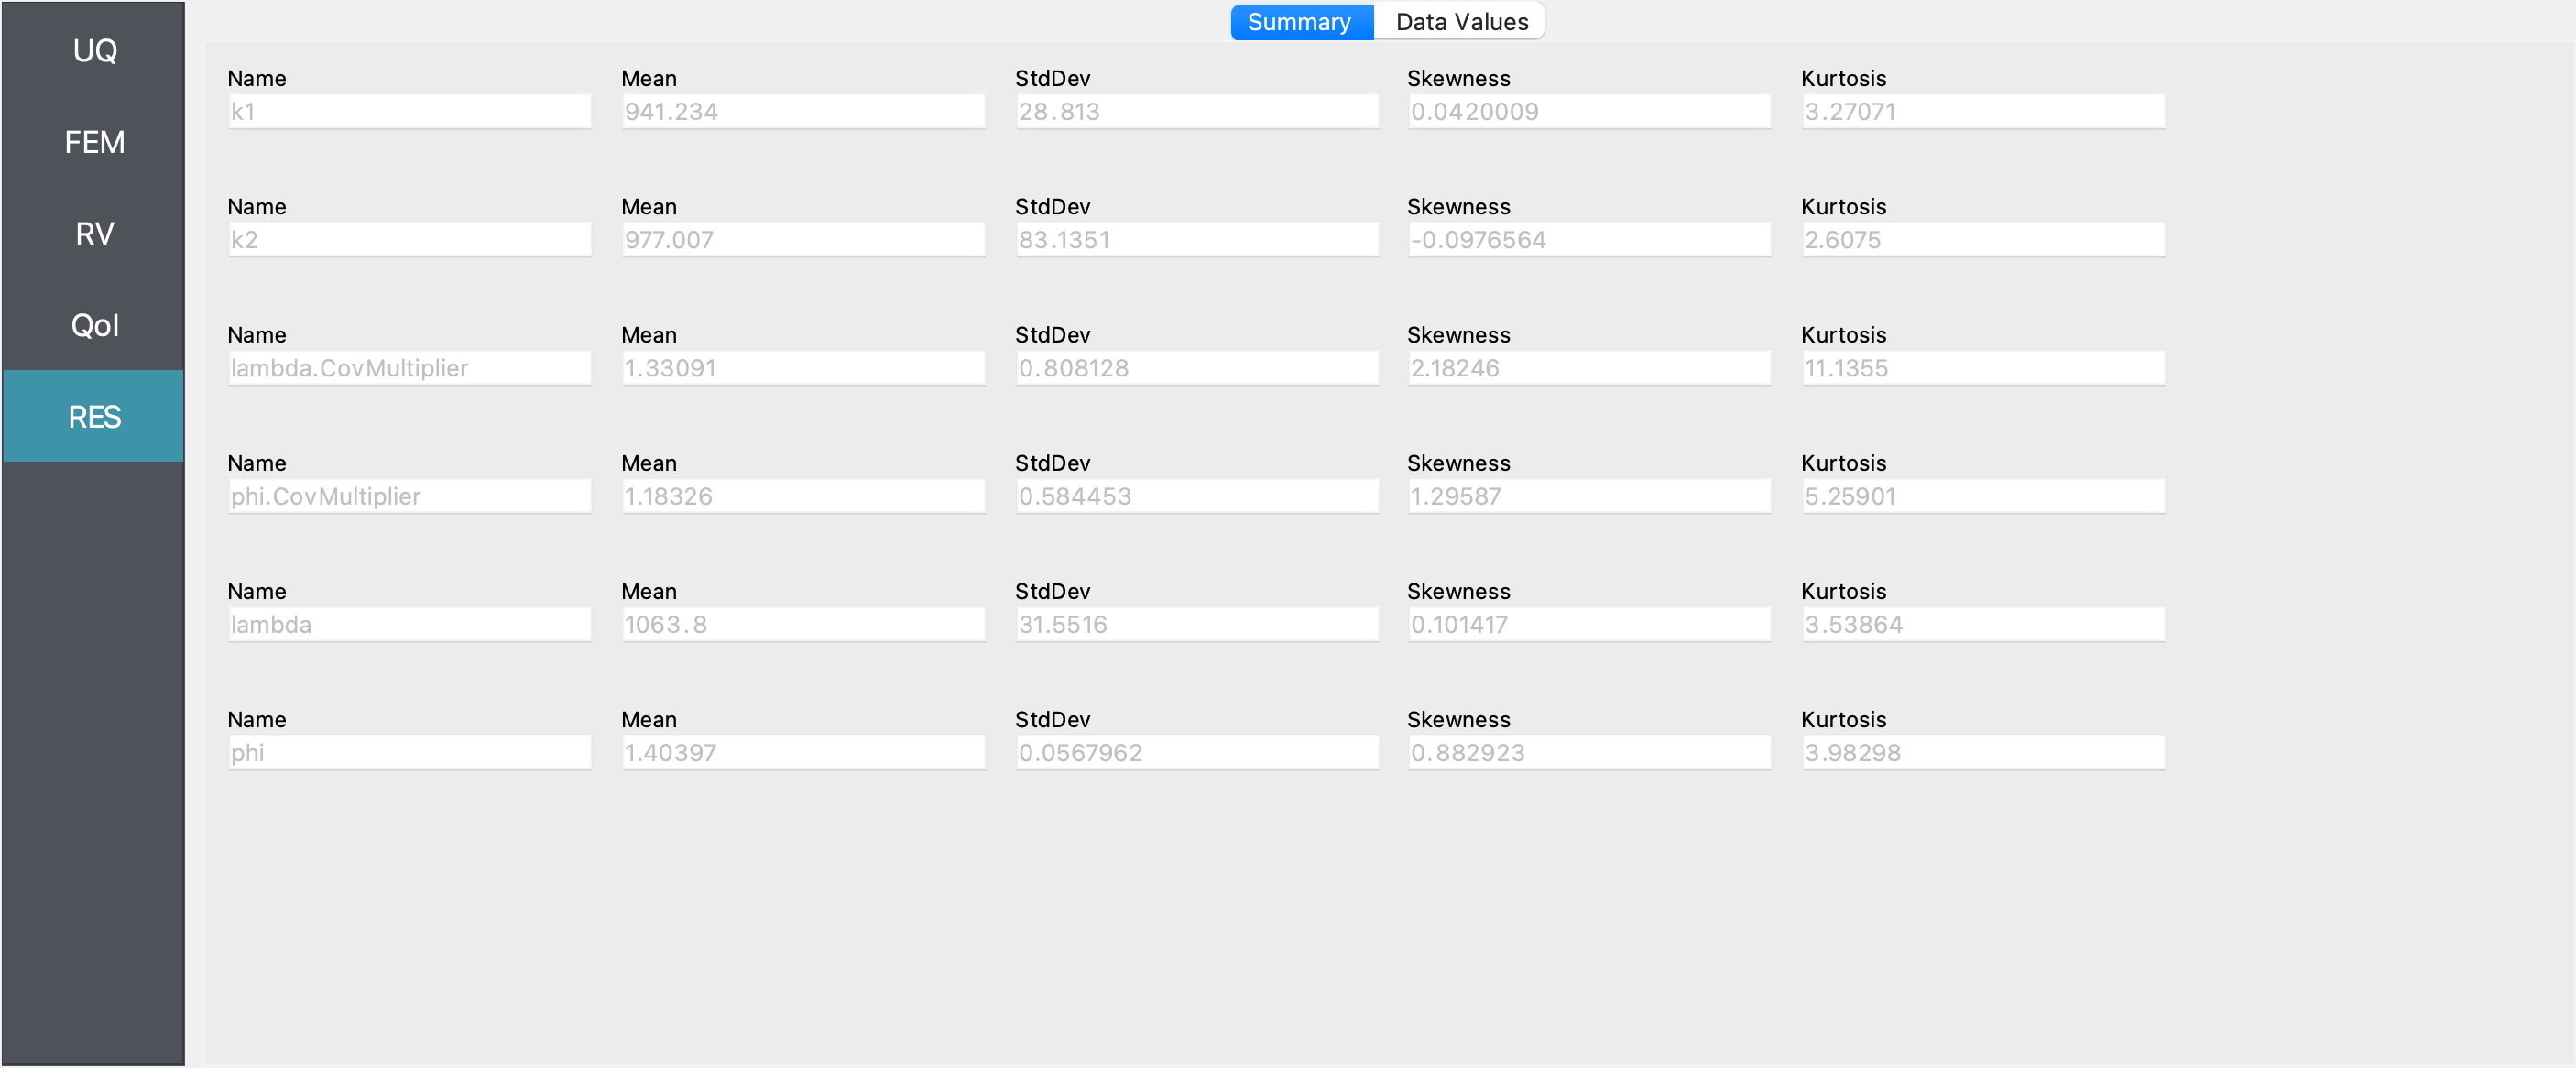 Summary Data Values
UQ
FEM
RV
QoI
RES
Name Mean StdDev Skewness Kurtosis
k1 941.234 28.813 0.0420009 3.27071
Name Mean StdDev Skewness Kurtosis
k2 977.007 83.1351 -0.0976564 2.6075
Name Mean StdDev Skewness Kurtosis
lambda.CovMultiplier 1.33091 0.808128 2.18246 11.1355
Name Mean StdDev Skewness Kurtosis
phi.CovMultiplier 1.18326 0.584453 1.29587 5.25901
Name Mean StdDev Skewness Kurtosis
lambda 1063.8 31.5516 0.101417 3.53864
Name Mean StdDev Skewness Kurtosis
phi 1.40397 0.0567962 0.882923 3.98298